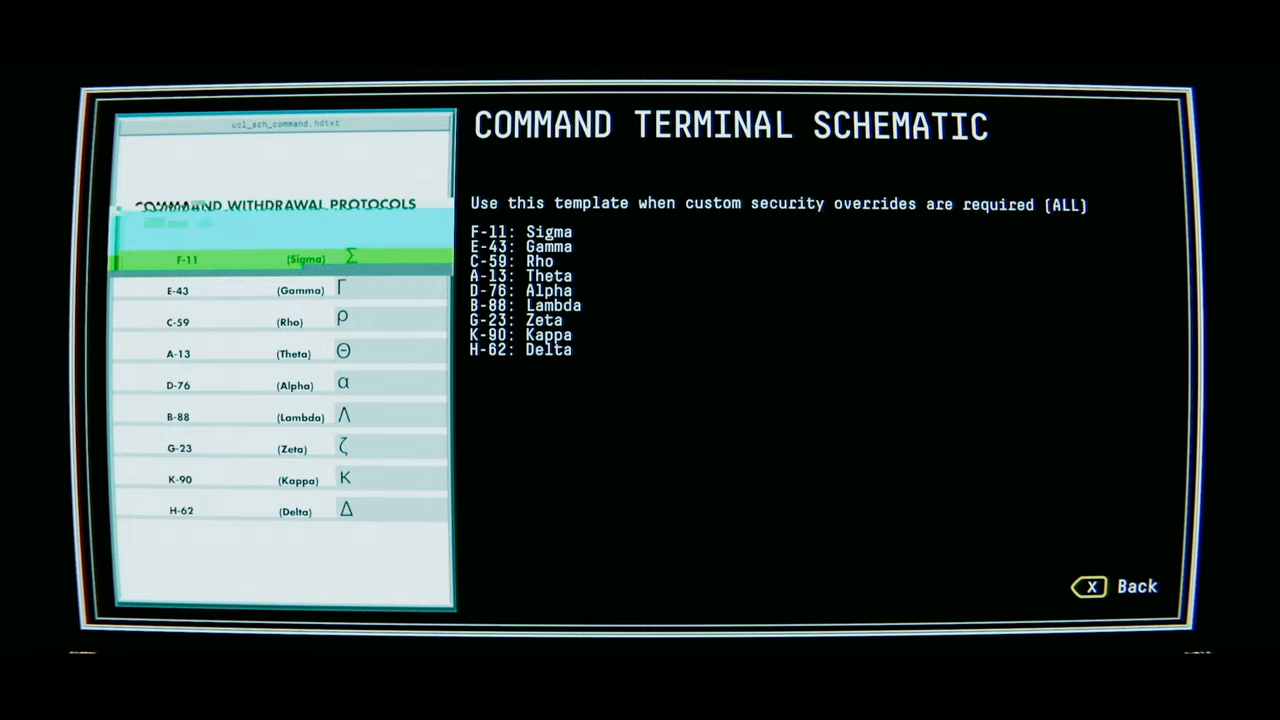 ucl_sch_command.hdtxt
COMMAND WITHDRAWAL PROTOCOLS
F-11 (Sigma) Σ
E-43 (Gamma) Γ
C-59 (Rho) ρ
A-13 (Theta) Θ
D-76 (Alpha) α
B-88 (Lambda) Λ
G-23 (Zeta) ζ
K-90 (Kappa) K
H-62 (Delta) Δ
COMMAND TERMINAL SCHEMATIC
Use this template when custom security overrides are required (ALL)
F-11: Sigma
E-43: Gamma
C-59: Rho
A-13: Theta
D-76: Alpha
B-88: Lambda
G-23: Zeta
K-90: Kappa
H-62: Delta
X Back